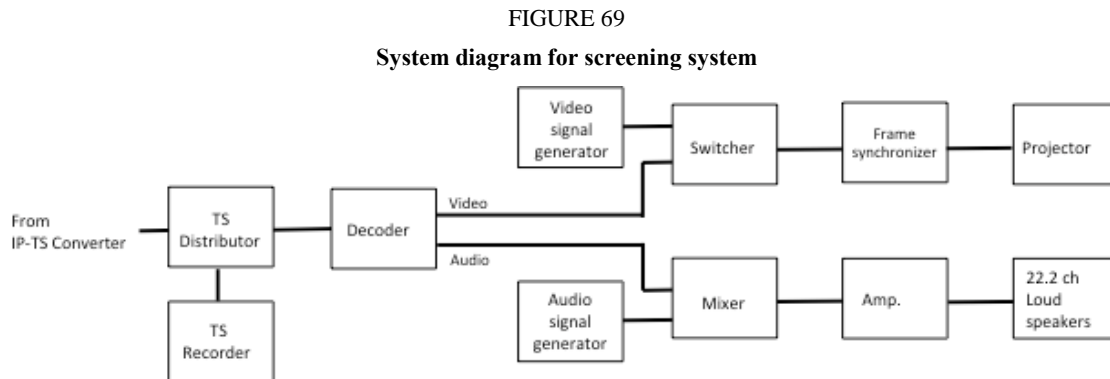 FIGURE 69
System diagram for screening system
Video
signal
generator
Switcher
Frame
synchronizer
Projector
From
IP-TS Converter
TS
Distributor
Decoder
Video
Audio
TS
Recorder
Audio
signal
generator
Mixer
Amp.
22.2 ch
Loud
speakers